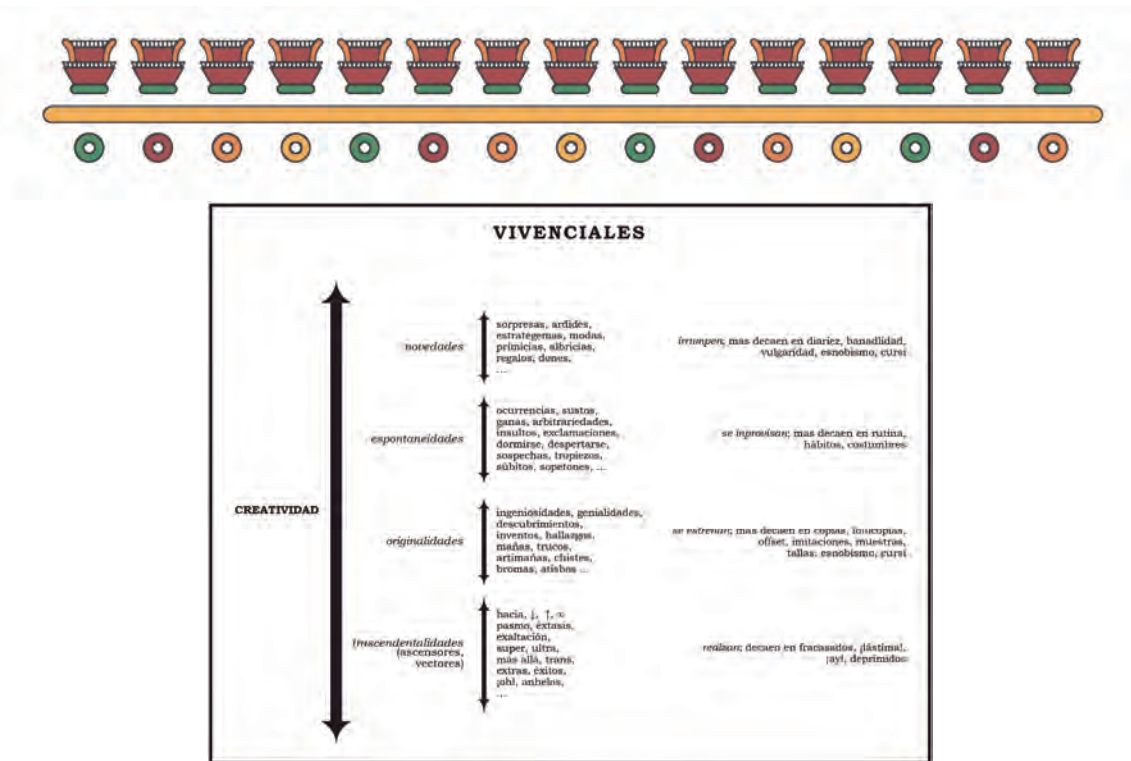 VIVENCIALES
CREATIVIDAD
novedades
sorpresas, ardides,
estrategemas, modas,
primicias, albricias,
regalos, dones,
...
irrumpen; mas decaen en diariez, banadlidad,
vulgaridad, esnobismo, cursi
espontaneidades
ocurrencias, sustos,
ganas, arbitrariedades,
insultos, exclamaciones,
dormirse, despertarse,
sospechas, tropiezos,
súbitos, sopetones, ...
se inprovisan; mas decaen en rutina,
hábitos, costumbres
originalidades
ingeniosidades, genialidades,
descubrimientos,
inventos, hallazgos,
mañas, trucos,
artimañas, chistes,
bromas, atisbos ...
se estrenan; mas decaen en copias,
offset, imitaciones, muestras,
tallas: esnobismo, cursi
trascendentalidades
(ascensores,
vectores)
hacia, ↓, ↑, ∞
pasmo, éxtasis,
exaltación,
super, ultra,
mas allá, trans,
extras, éxitos,
¡oh!, anhelos,
...
realzan; decaen en fracasados, ¡lástima!,
¡ay!, deprimidos